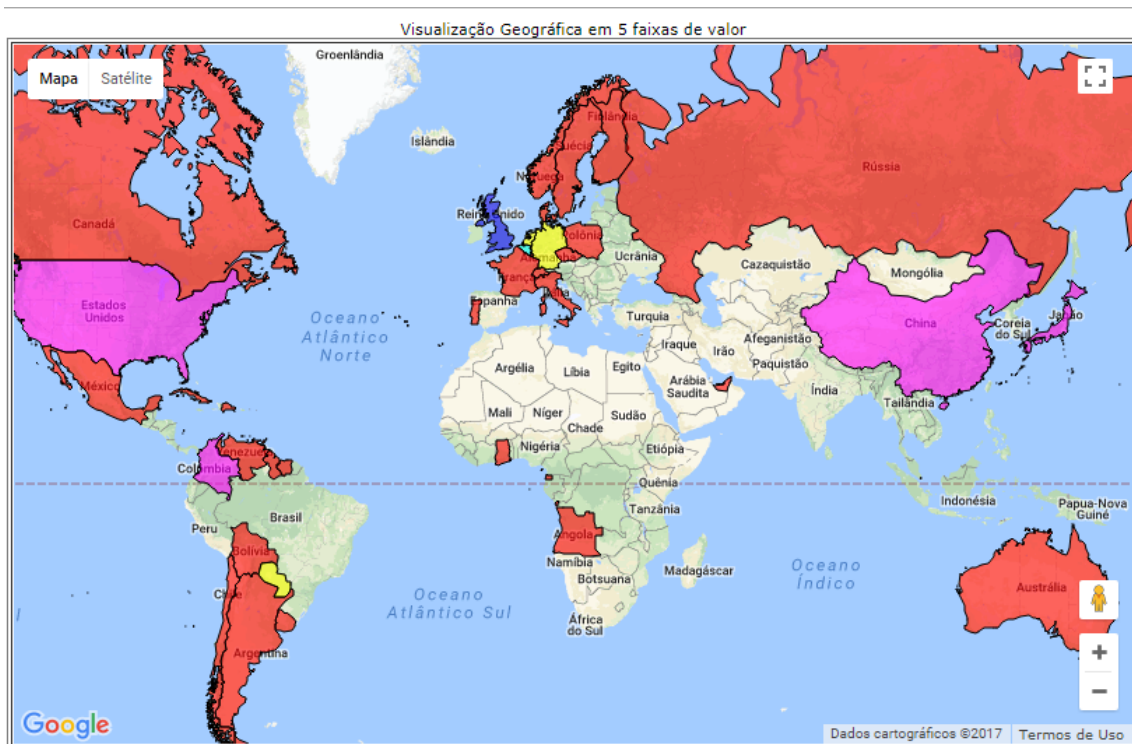 Visualização Geográfica em 5 faixas de valor
Mapa
Satélite
Groenlândia
Islândia
Finlândia
Suécia
Noruega
Rússia
Canadá
Reino Unido
Polônia
Alemanha
Ucrânia
França
Cazaquistão
Mongólia
Estados
Unidos
Itália
Espanha
Turquia
China
Coreia
do Sul
Japão
Oceano
Atlântico
Norte
Iraque
Irão
Afeganistão
Paquistão
México
Argélia
Líbia
Egito
Arábia
Saudita
Índia
Tailândia
Mali
Níger
Sudão
Chade
Nigéria
Etiópia
Venezuel
Colômbia
Quênia
Indonésia
Papua-Nova
Guiné
Tanzânia
Brasil
Peru
Angola
Bolívia
Namíbia
Botsuana
Madagáscar
Oceano
Índico
Austrália
Chile
Oceano
Atlântico Sul
África
do Sul
Argentina
Google
Dados cartográficos ©2017
Termos de Uso